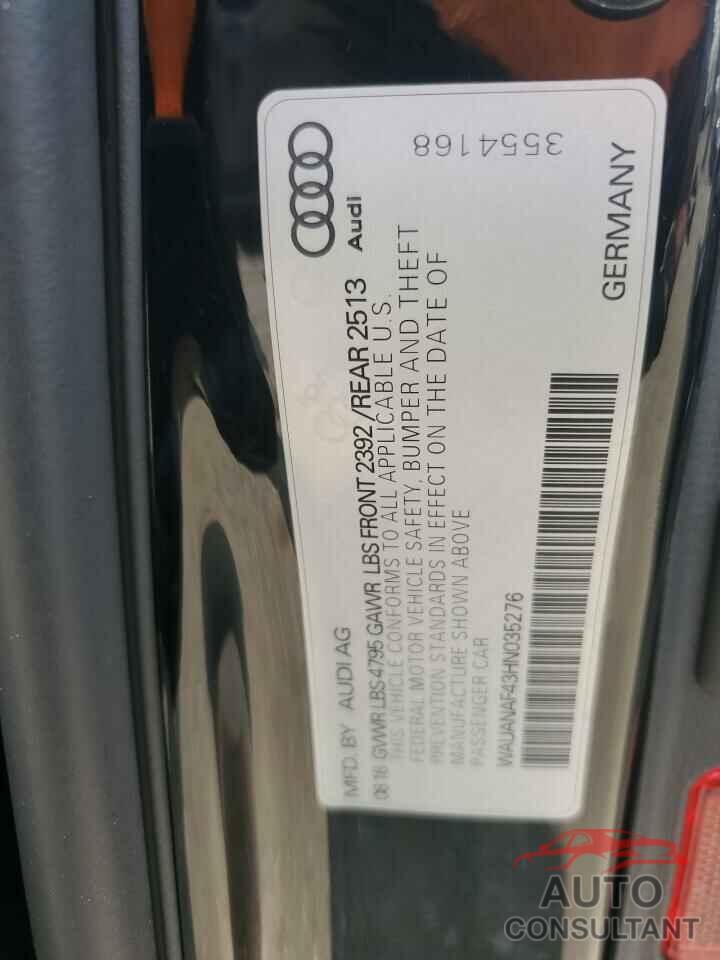 3554168
Audi
MFD. BY AUDI AG
08 16 GVWR LBS 4795 GAWR LBS FRONT 2392 /REAR 2513
THIS VEHICLE CONFORMS TO ALL APPLICABLE U.S.
FEDERAL MOTOR VEHICLE SAFETY, BUMPER AND THEFT
PREVENTION STANDARDS IN EFFECT ON THE DATE OF
MANUFACTURE SHOWN ABOVE
PASSENGER CAR
WAUANAF43HN035276
GERMANY
AUTO
CONSULTANT